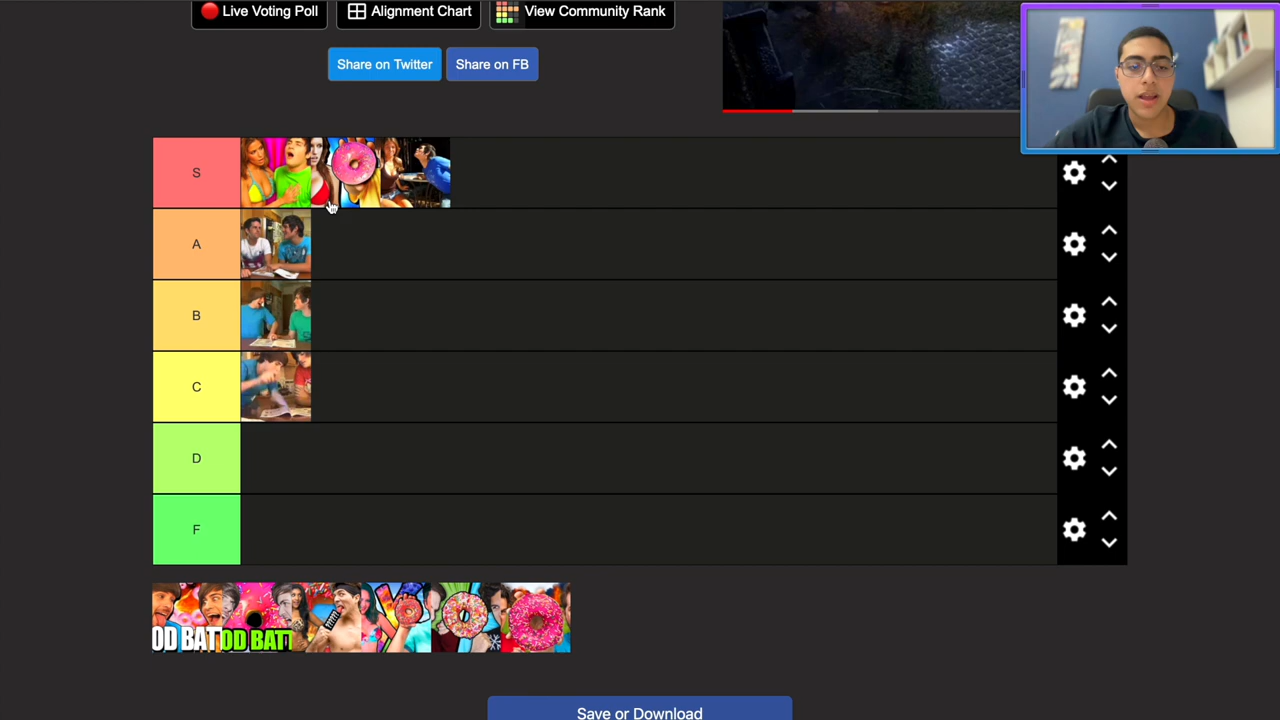 Live Voting Poll
Alignment Chart
View Community Rank
Share on Twitter
Share on FB
S
A
B
C
D
F
OD BAT
OD BATT
Save or Download